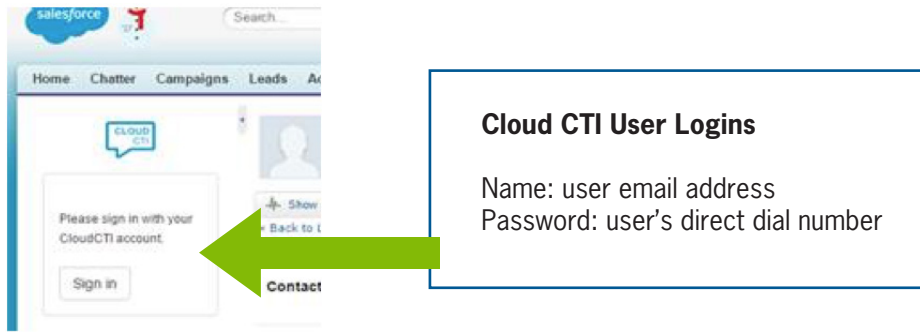 salesforce
Search...
Home Chatter Campaigns Leads
CLOUD
CTI
Please sign in with your
CloudCTI account.
Sign in
Show
Back to
Contact
Cloud CTI User Logins
Name: user email address
Password: user's direct dial number